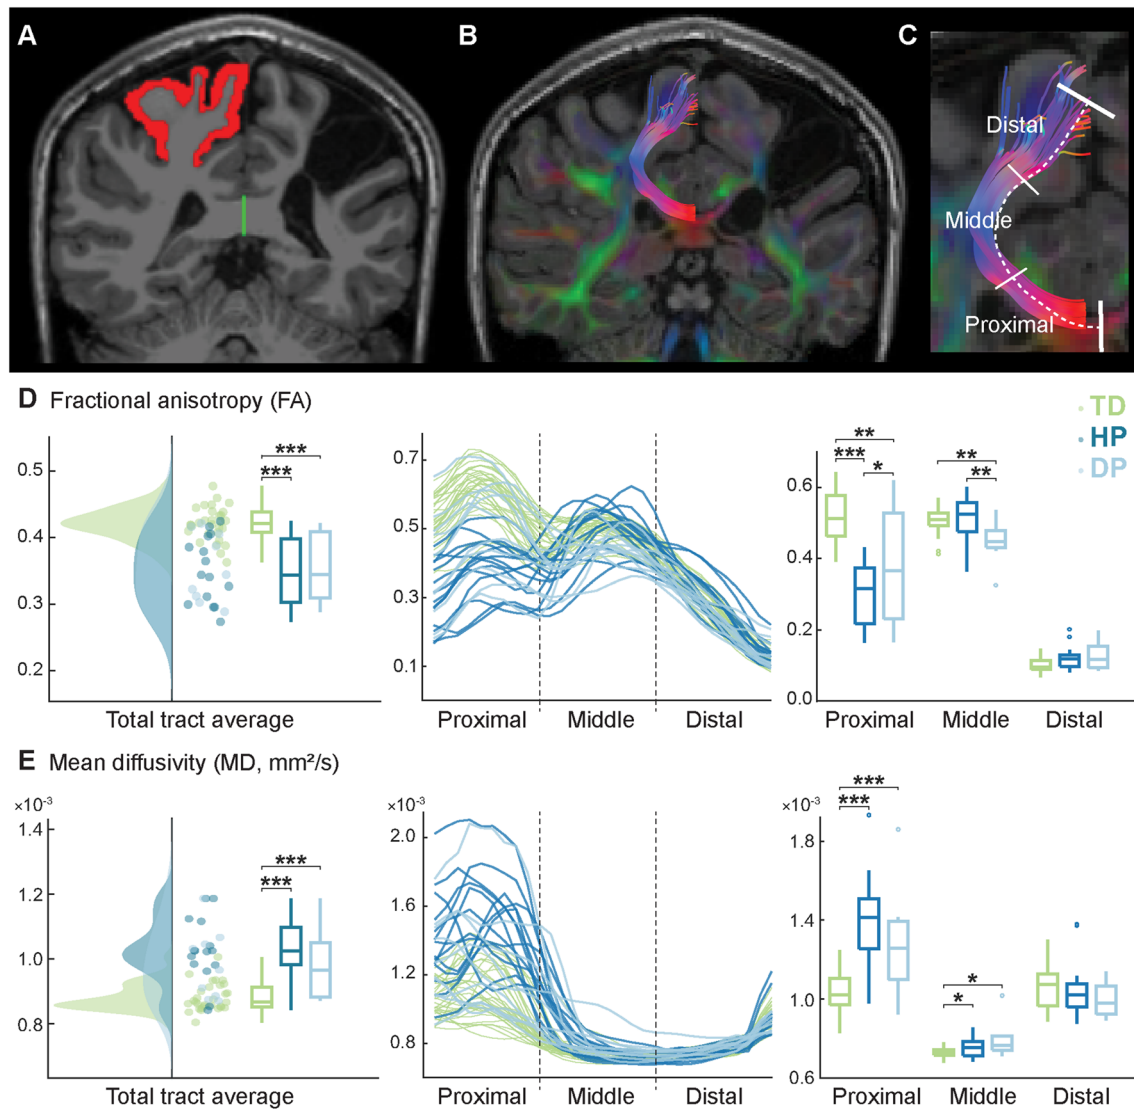 A
B
C
Distal
Middle
Proximal
D Fractional anisotropy (FA)
TD
HP
DP
0.5
0.4
0.3
0.2
***
***
Total tract average
0.7
0.5
0.3
0.1
Proximal Middle Distal
0.6
0.4
0.2
0.0
**
***
*
**
**
Proximal Middle Distal
E Mean diffusivity (MD, mm²/s)
×10⁻³
1.4
1.2
1.0
0.8
***
***
Total tract average
×10⁻³
2.0
1.6
1.2
0.8
Proximal Middle Distal
×10⁻³
1.8
1.4
1.0
0.6
***
***
*
*
Proximal Middle Distal